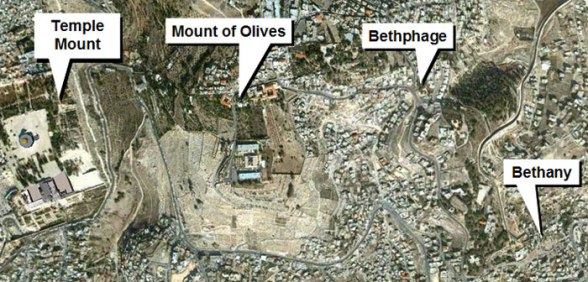 Temple
Mount
Mount of Olives
Bethphage
Bethany